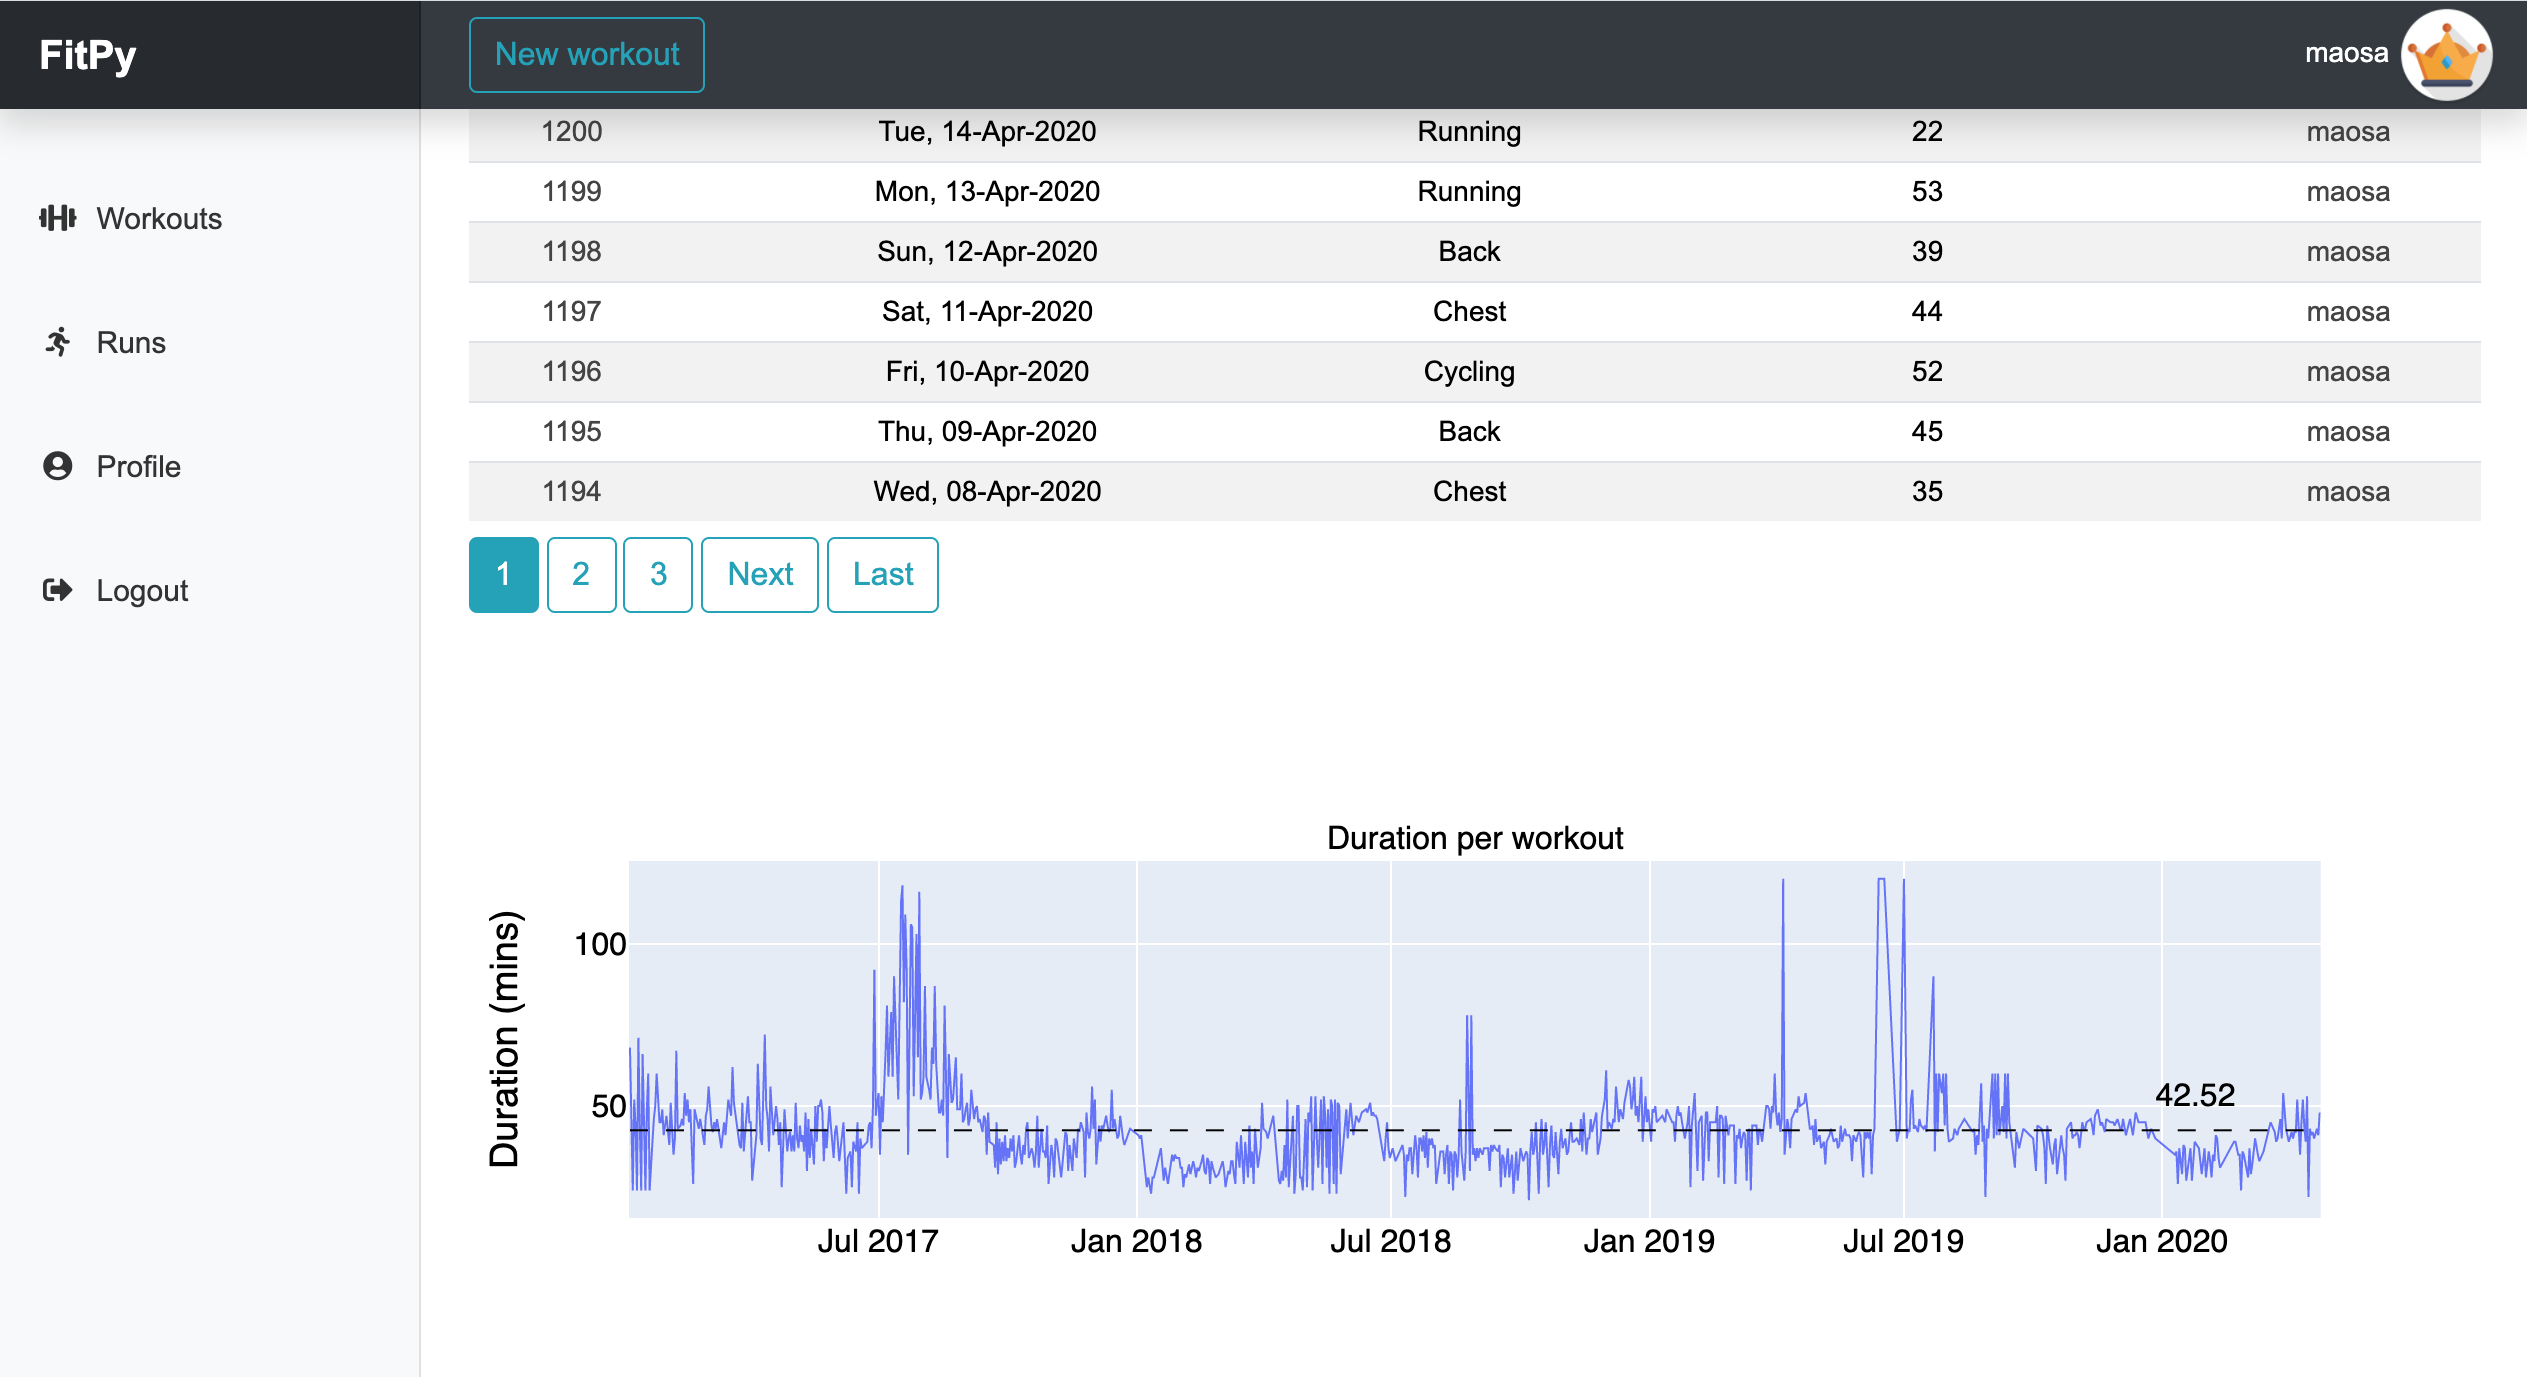 FitPy
New workout
maosa
Workouts
Runs
Profile
Logout
1200 Tue, 14-Apr-2020 Running 22 maosa
1199 Mon, 13-Apr-2020 Running 53 maosa
1198 Sun, 12-Apr-2020 Back 39 maosa
1197 Sat, 11-Apr-2020 Chest 44 maosa
1196 Fri, 10-Apr-2020 Cycling 52 maosa
1195 Thu, 09-Apr-2020 Back 45 maosa
1194 Wed, 08-Apr-2020 Chest 35 maosa
1 2 3 Next Last
Duration per workout
Duration (mins)
100
50
42.52
Jul 2017 Jan 2018 Jul 2018 Jan 2019 Jul 2019 Jan 2020